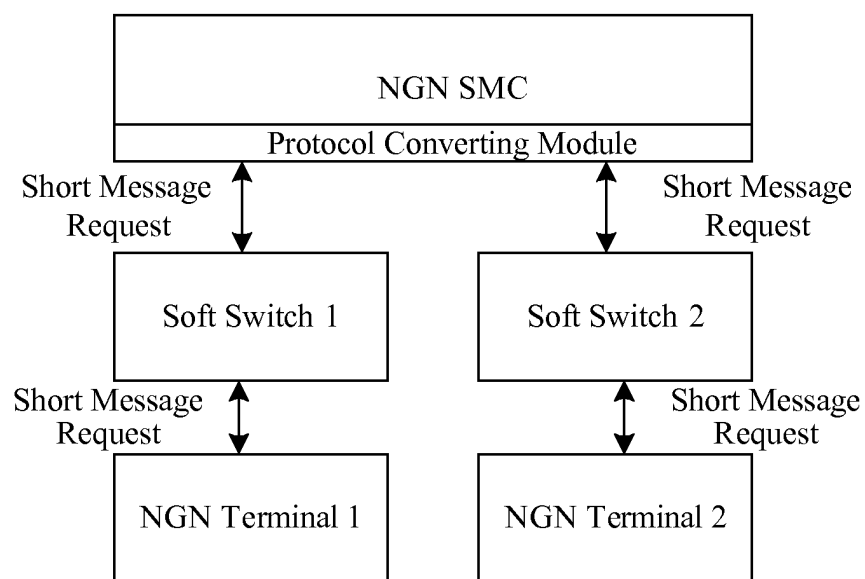 NGN SMC
Protocol Converting Module
Short Message
Request
Short Message
Request
Soft Switch 1
Soft Switch 2
Short Message
Request
Short Message
Request
NGN Terminal 1
NGN Terminal 2